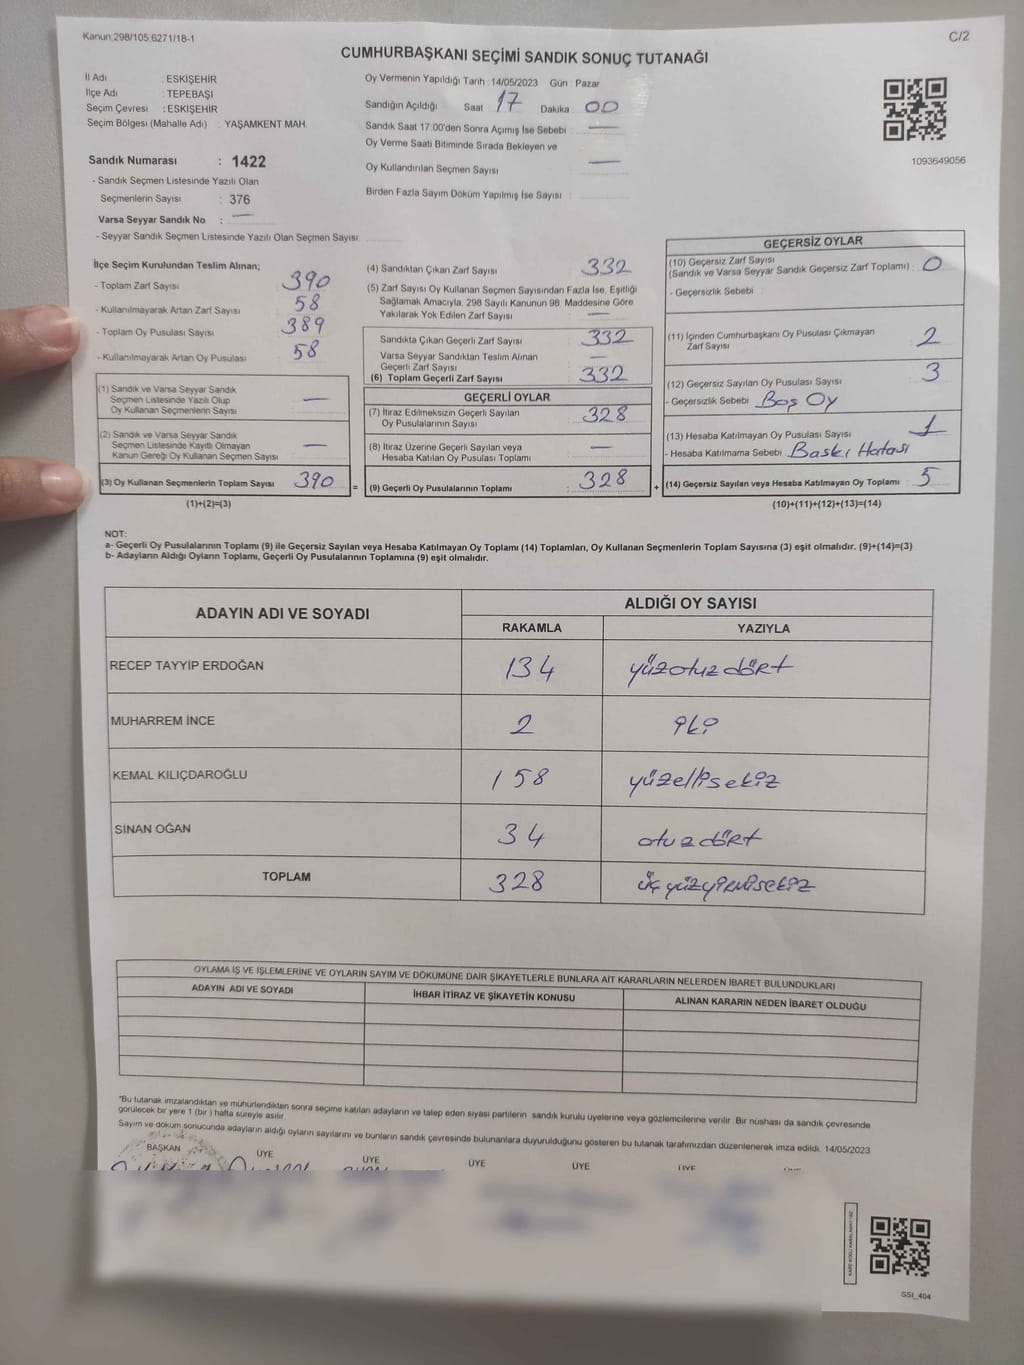 Kanun;298/105,6271/18-1
C/2
CUMHURBAŞKANI SEÇİMİ SANDIK SONUÇ TUTANAĞI
İl Adı : ESKİŞEHİR
İlçe Adı : TEPEBAŞI
Seçim Çevresi : ESKİŞEHİR
Seçim Bölgesi (Mahalle Adı) : YAŞAMKENT MAH.
Sandık Numarası : 1422
- Sandık Seçmen Listesinde Yazılı Olan
Seçmenlerin Sayısı : 376
Varsa Seyyar Sandık No : —
- Seyyar Sandık Seçmen Listesinde Yazılı Olan Seçmen Sayısı:
Oy Vermenin Yapıldığı Tarih :14/05/2023 Gün : Pazar
Sandığın Açıldığı Saat 17 Dakika : 00
Sandık Saat 17:00'den Sonra Açımış İse Sebebi : —
Oy Verme Saati Bitiminde Sırada Bekleyen ve
Oy Kullandırılan Seçmen Sayısı : —
Birden Fazla Sayım Döküm Yapılmış İse Sayısı :
1093649056
İlçe Seçim Kurulundan Teslim Alınan;
- Toplam Zarf Sayısı : 390
- Kullanılmayarak Artan Zarf Sayısı : 58
- Toplam Oy Pusulası Sayısı : 389
- Kullanılmayarak Artan Oy Pusulası : 58
(1) Sandık ve Varsa Seyyar Sandık
Seçmen Listesinde Yazılı Olup
Oy Kullanan Seçmenlerin Sayısı : —
(2) Sandık ve Varsa Seyyar Sandık
Seçmen Listesinde Kayıtlı Olmayan
Kanun Gereği Oy Kullanan Seçmen Sayısı : —
(3) Oy Kullanan Seçmenlerin Toplam Sayısı : 390
(1)+(2)=(3)
(4) Sandıktan Çıkan Zarf Sayısı : 332
(5) Zarf Sayısı Oy Kullanan Seçmen Sayısından Fazla İse, Eşitliği
Sağlamak Amacıyla, 298 Sayılı Kanunun 98. Maddesine Göre
Yakılarak Yok Edilen Zarf Sayısı : —
Sandıkta Çıkan Geçerli Zarf Sayısı : 332
Varsa Seyyar Sandıktan Teslim Alınan
Geçerli Zarf Sayısı : —
(6) Toplam Geçerli Zarf Sayısı : 332
GEÇERLİ OYLAR
(7) İtiraz Edilmeksizin Geçerli Sayılan
Oy Pusulalarının Sayısı : 328
(8) İtiraz Üzerine Geçerli Sayılan veya
Hesaba Katılan Oy Pusulası Toplamı : —
= (9) Geçerli Oy Pusulalarının Toplamı : 328 +
GEÇERSİZ OYLAR
(10) Geçersiz Zarf Sayısı
(Sandık ve Varsa Seyyar Sandık Geçersiz Zarf Toplamı) : 0
- Geçersizlik Sebebi :
(11) İçinden Cumhurbaşkanı Oy Pusulası Çıkmayan
Zarf Sayısı : 2
(12) Geçersiz Sayılan Oy Pusulası Sayısı : 3
- Geçersizlik Sebebi : Boş Oy
(13) Hesaba Katılmayan Oy Pusulası Sayısı : 1
- Hesaba Katılmama Sebebi : Baskı Hatası
(14) Geçersiz Sayılan veya Hesaba Katılmayan Oy Toplamı : 5
(10)+(11)+(12)+(13)=(14)
NOT:
a- Geçerli Oy Pusulalarının Toplamı (9) ile Geçersiz Sayılan veya Hesaba Katılmayan Oy Toplamı (14) Toplamları, Oy Kullanan Seçmenlerin Toplam Sayısına (3) eşit olmalıdır. (9)+(14)=(3)
b- Adayların Aldığı Oyların Toplamı, Geçerli Oy Pusulalarının Toplamına (9) eşit olmalıdır.
ADAYIN ADI VE SOYADI ALDIĞI OY SAYISI
RAKAMLA YAZIYLA
RECEP TAYYİP ERDOĞAN 134 yüzotuzdört
MUHARREM İNCE 2 iki
KEMAL KILIÇDAROĞLU 158 yüzellisekiz
SİNAN OĞAN 34 otuzdört
TOPLAM 328 üçyüzyirmisekiz
OYLAMA İŞ VE İŞLEMLERİNE VE OYLARIN SAYIM VE DÖKÜMÜNE DAİR ŞİKAYETLERLE BUNLARA AİT KARARLARIN NELERDEN İBARET BULUNDUKLARI
ADAYIN ADI VE SOYADI İHBAR İTİRAZ VE ŞİKAYETİN KONUSU ALINAN KARARIN NEDEN İBARET OLDUĞU
"Bu tutanak imzalandıktan ve mühürlendikten sonra seçime katılan adayların ve talep eden siyasi partilerin sandık kurulu üyelerine veya gözlemcilerine verilir. Bir nüshası da sandık çevresinde
görülecek bir yere 1 (bir ) hafta süreyle asılır.
Sayım ve döküm sonucunda adayların aldığı oyların sayılarını ve bunların sandık çevresinde bulunanlara duyurulduğunu gösteren bu tutanak tarafımızdan düzenlenerek imza edildi. 14/05/2023
BAŞKAN ÜYE ÜYE ÜYE ÜYE ÜYE ÜYE
SSI_404